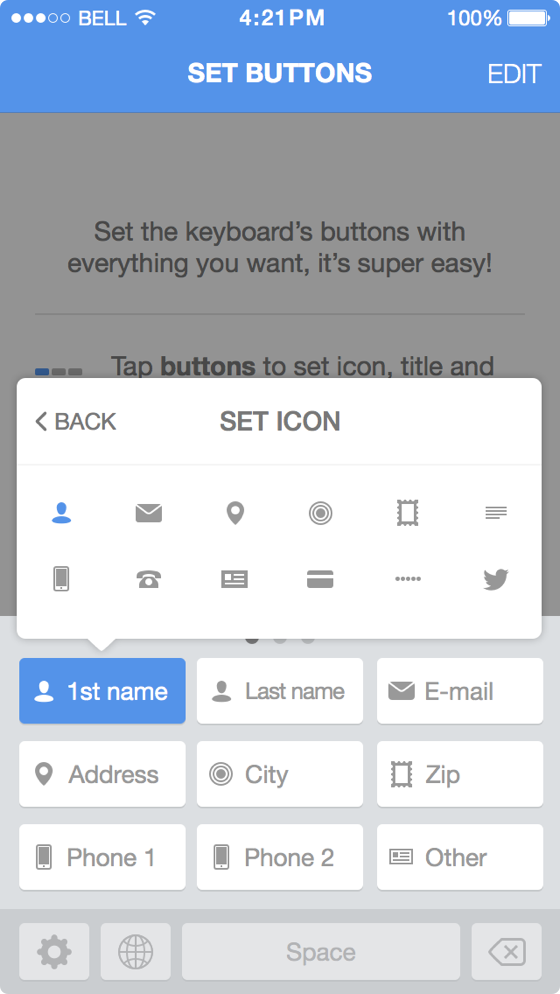 BELL 4:21PM 100%
SET BUTTONS EDIT
Set the keyboard’s buttons with
everything you want, it’s super easy!
Tap buttons to set icon, title and
BACK SET ICON
1st name Last name E-mail
Address City Zip
Phone 1 Phone 2 Other
Space